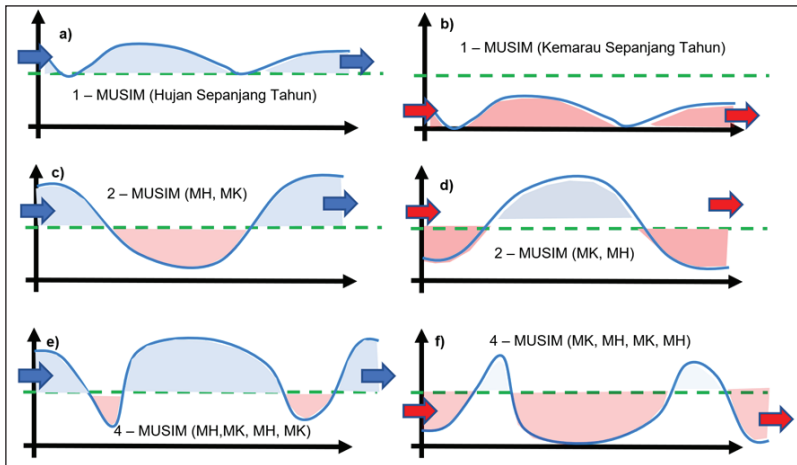 a)
1 – MUSIM (Hujan Sepanjang Tahun)
b)
1 – MUSIM (Kemarau Sepanjang Tahun)
c)
2 – MUSIM (MH, MK)
d)
2 – MUSIM (MK, MH)
e)
4 – MUSIM (MH,MK, MH, MK)
f)
4 – MUSIM (MK, MH, MK, MH)